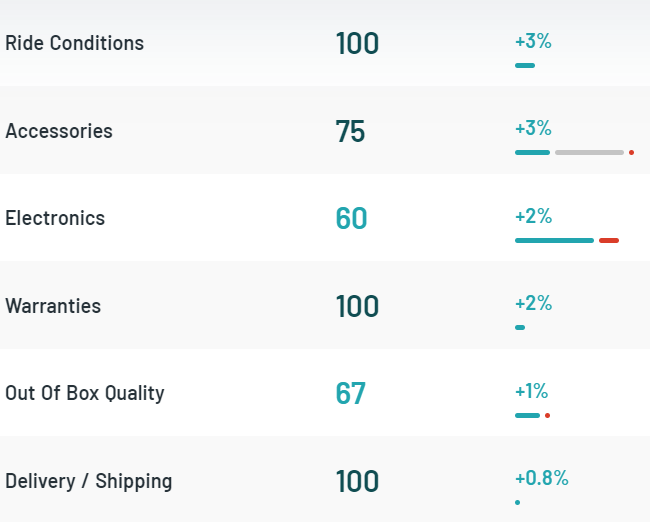 Ride Conditions 100 +3%
Accessories 75 +3%
Electronics 60 +2%
Warranties 100 +2%
Out Of Box Quality 67 +1%
Delivery / Shipping 100 +0.8%